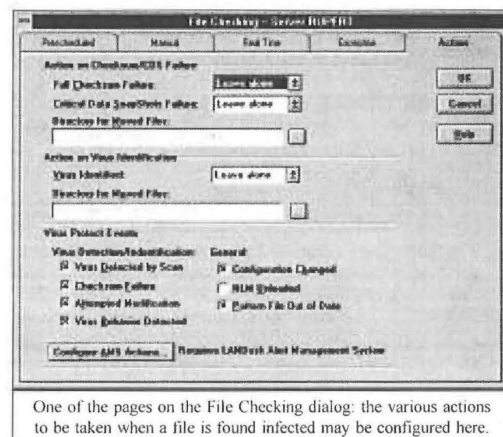 File Checking – Server RUPERT
Prescheduled Manual Real Time Exception Actions
Action on Checksum/CDS Failure
Full Checksum Failure: Leave alone
Critical Data SnapShots Failure: Leave alone
Directory for Moved Files:
OK
Cancel
Help
Action on Virus Identification
Virus Identified: Leave alone
Directory for Moved Files:
Virus Protect Events
Virus Detection/Indentification: General:
Virus Detected by Scan Configuration Changed
Checksum Failure NLM Unloaded
Attempted Modification Pattern File Out of Date
Virus Behavior Detected
Configure AMS Actions... Requires LANDesk Alert Management System
One of the pages on the File Checking dialog: the various actions
to be taken when a file is found infected may be configured here.